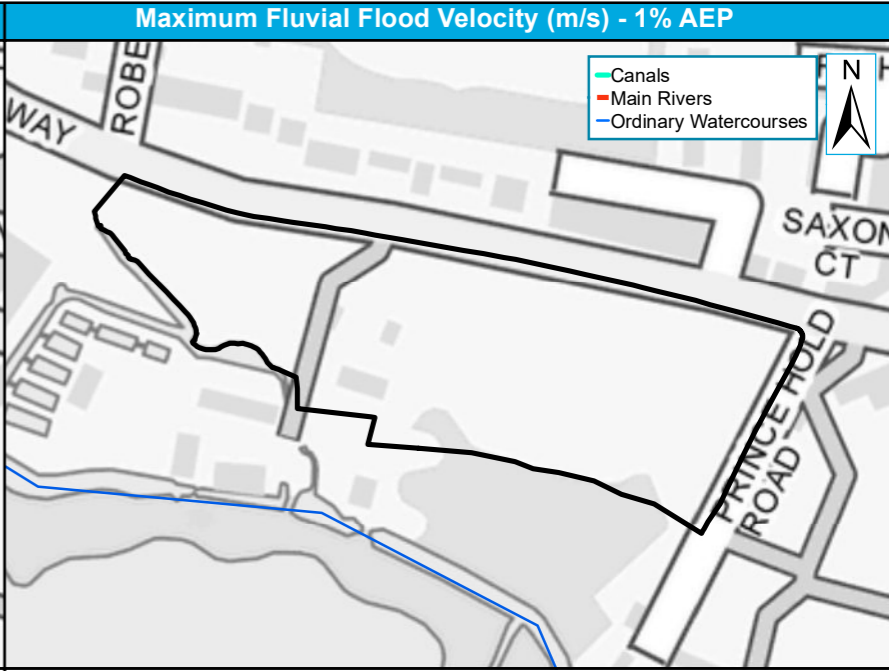 Maximum Fluvial Flood Velocity (m/s) - 1% AEP
Canals
Main Rivers
Ordinary Watercourses
N
WAY
ROBE
SAXON
CT
PRINCE HOLD
ROAD